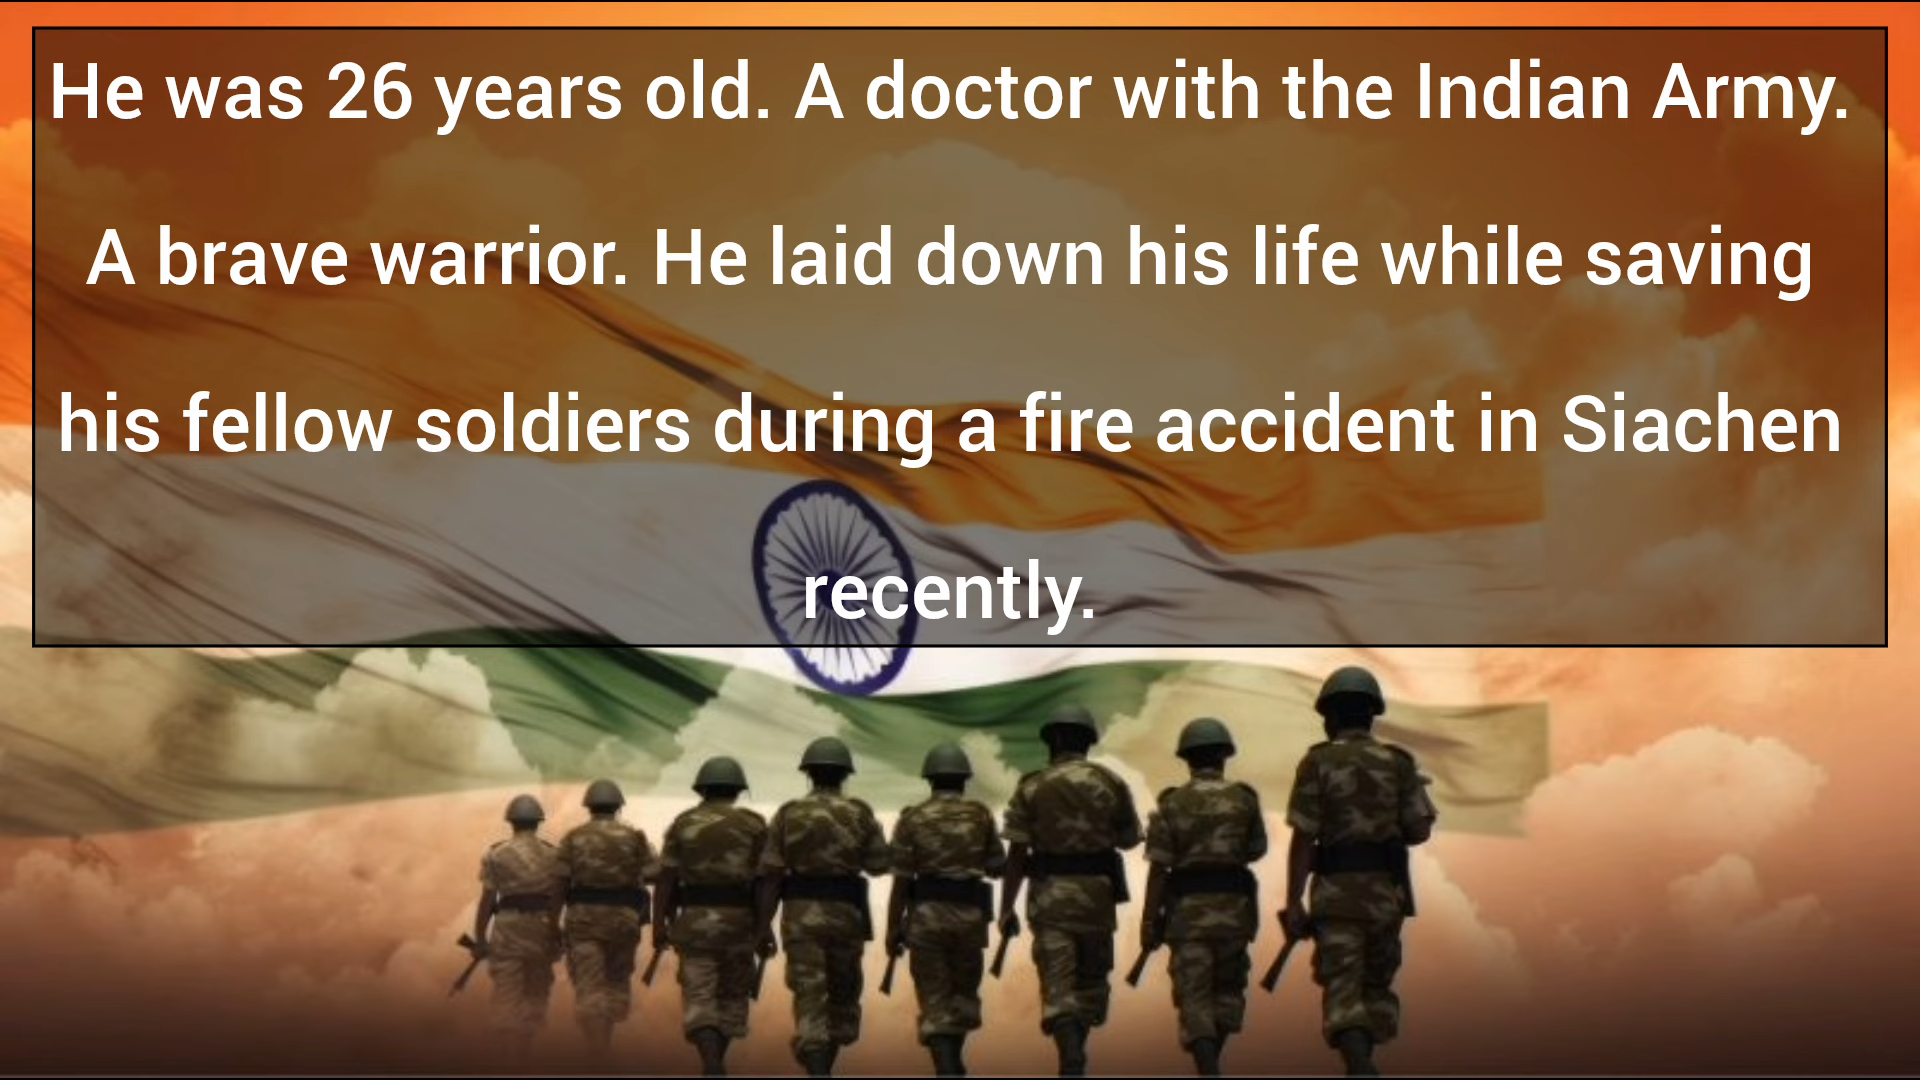 He was 26 years old. A doctor with the Indian Army.
A brave warrior. He laid down his life while saving
his fellow soldiers during a fire accident in Siachen
recently.